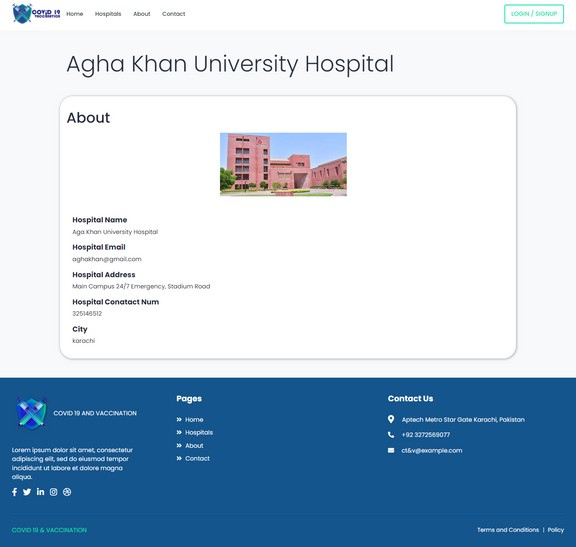 COVID 19
VACCINATION
Home
Hospitals
About
Contact
LOGIN / SIGNUP
Agha Khan University Hospital
About
Hospital Name
Aga Khan University Hospital
Hospital Email
aghakhan@gmail.com
Hospital Address
Main Campus 24/7 Emergency, Stadium Road
Hospital Conatact Num
325146512
City
karachi
COVID 19 AND VACCINATION
Lorem ipsum dolor sit amet, consectetur
adipiscing elit, sed do eiusmod tempor
incididunt ut labore et dolore magna
aliqua.
Pages
Home
Hospitals
About
Contact
Contact Us
Aptech Metro Star Gate Karachi, Pakistan
+92 3272569077
ct&v@example.com
COVID 19 & VACCINATION
Terms and Conditions | Policy